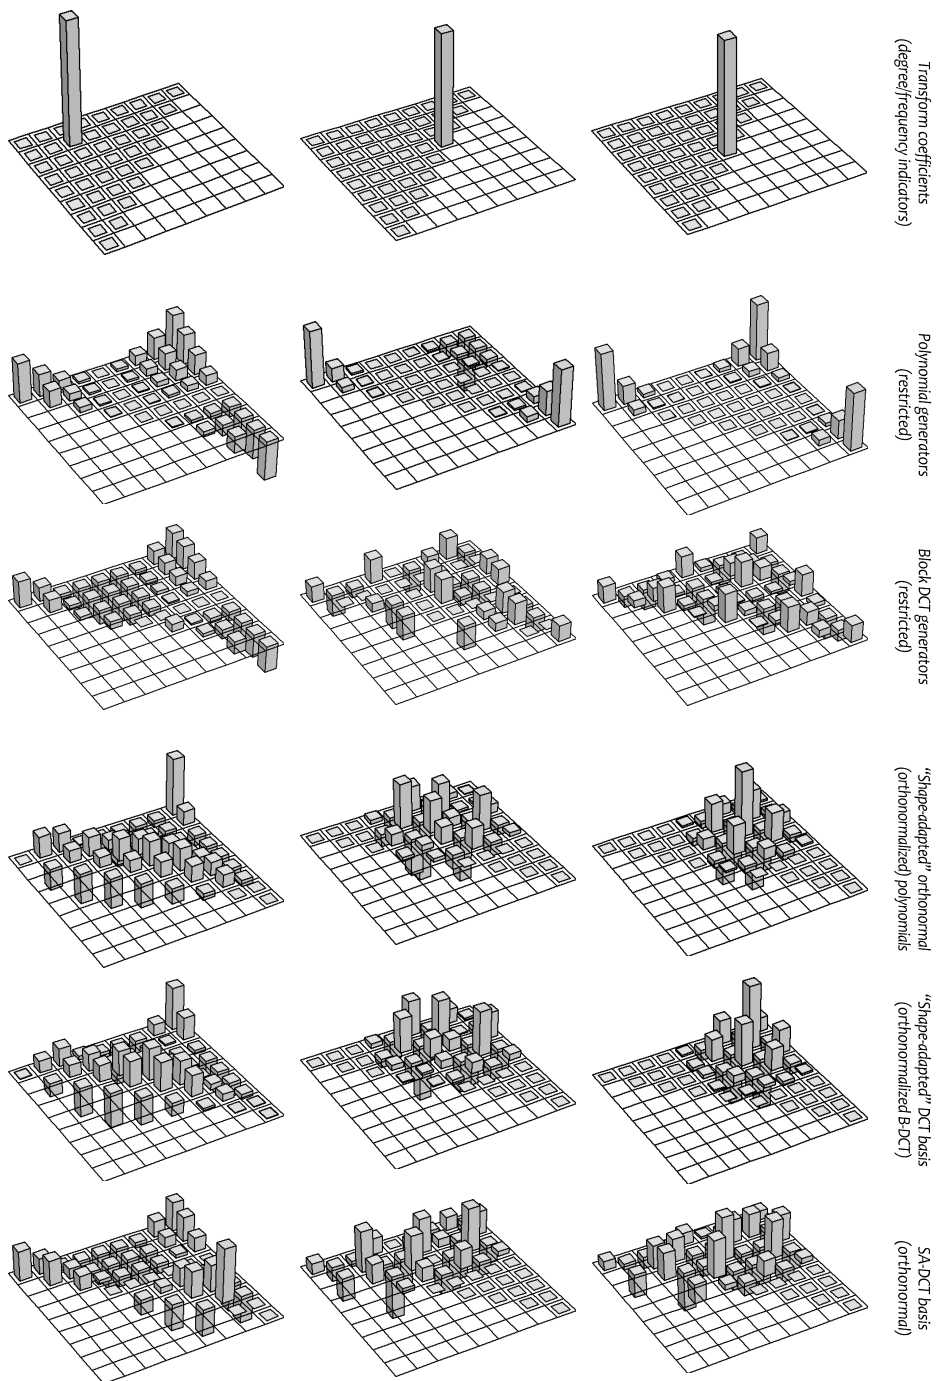 Transform coefficients
(degree/frequency indicators)
Polynomial generators
(restricted)
Block DCT generators
(restricted)
“Shape-adapted” orthonormal
(orthonormalized) polynomials
“Shape-adapted” DCT basis
(orthonormalized B-DCT)
SA-DCT basis
(orthonormal)